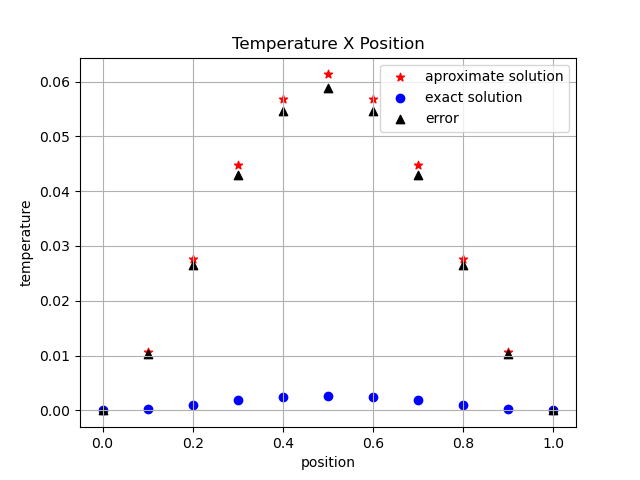 Temperature X Position
aproximate solution
exact solution
error
temperature
0.06
0.05
0.04
0.03
0.02
0.01
0.00
0.0 0.2 0.4 0.6 0.8 1.0
position